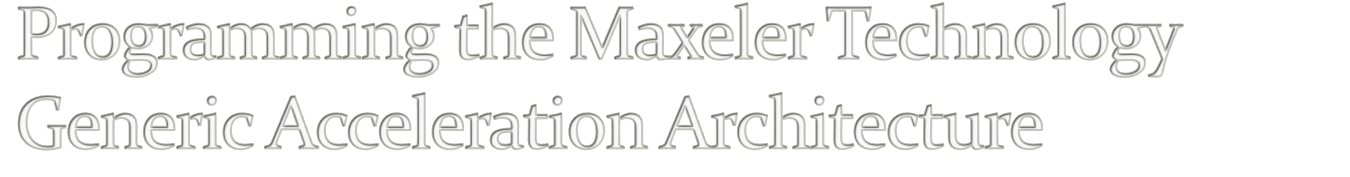 Programming the Maxeler Technology
Generic Acceleration Architecture